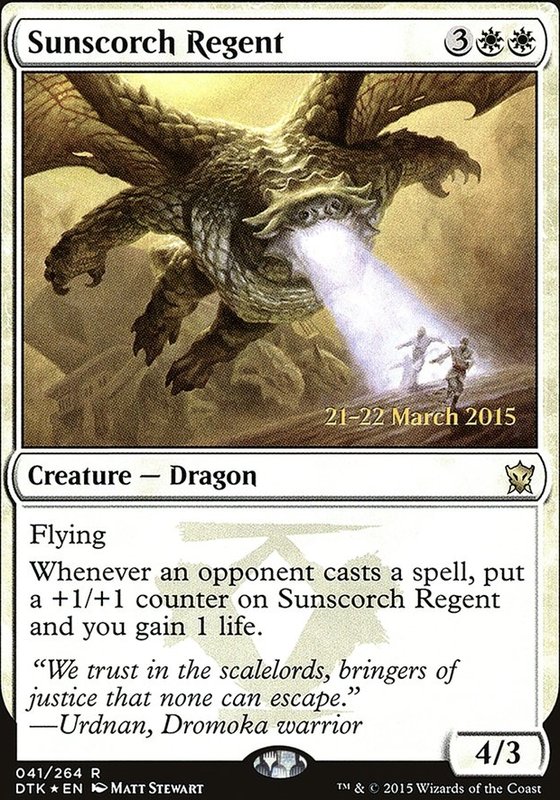 Sunscorch Regent 3
21–22 March 2015
Creature — Dragon
Flying
Whenever an opponent casts a spell, put
a +1/+1 counter on Sunscorch Regent
and you gain 1 life.
“We trust in the scalelords, bringers of
justice that none can escape.”
—Urdnan, Dromoka warrior
4/3
041/264 R
DTK ★ EN Matt Stewart
™ & © 2015 Wizards of the Coast